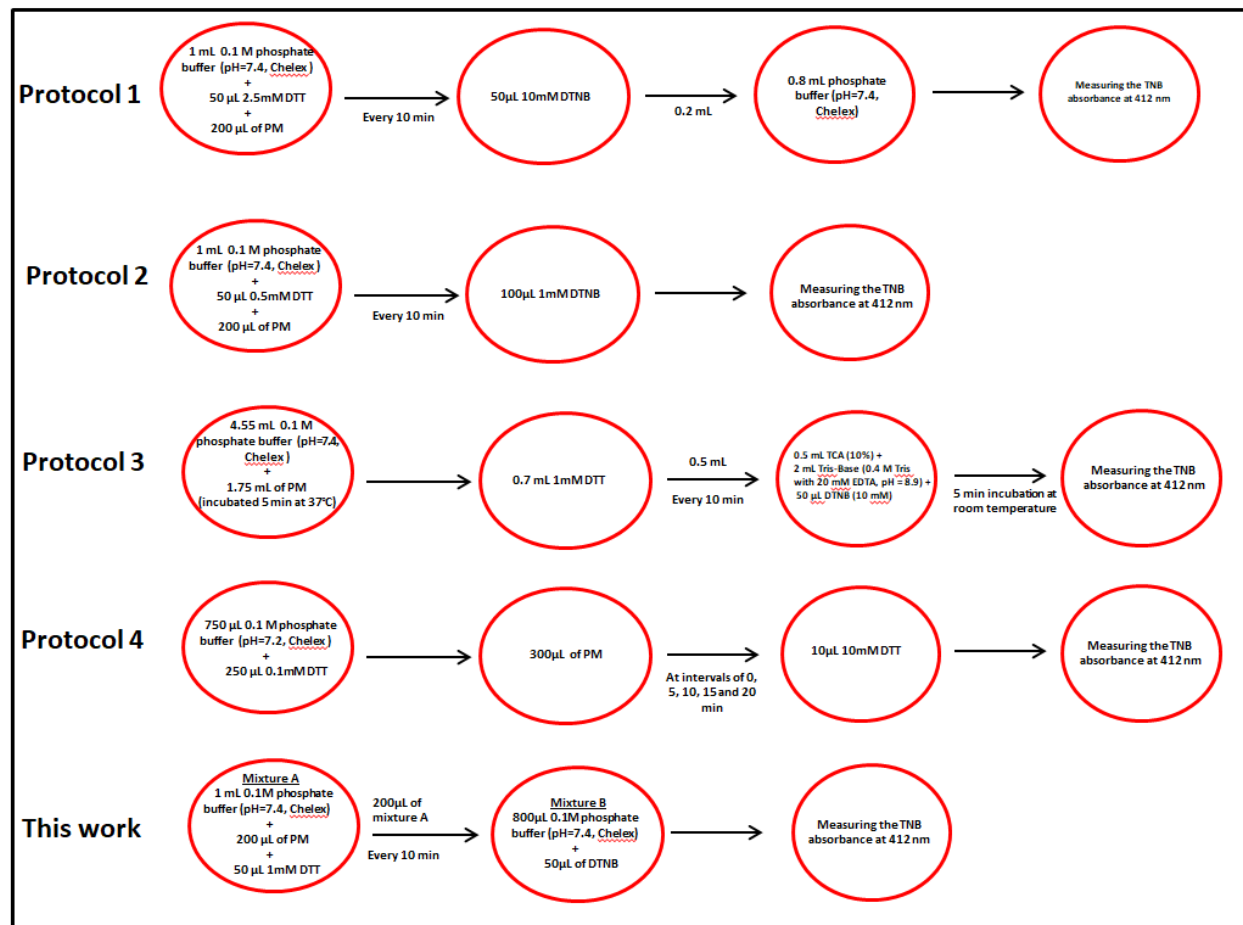 Protocol 1
1 mL 0.1 M phosphate
buffer (pH=7.4, Chelex )
+
50 µL 2.5mM DTT
+
200 µL of PM
Every 10 min
50µL 10mM DTNB
0.2 mL
0.8 mL phosphate
buffer (pH=7.4,
Chelex)
Measuring the TNB
absorbance at 412 nm
Protocol 2
1 mL 0.1 M phosphate
buffer (pH=7.4, Chelex )
+
50 µL 0.5mM DTT
+
200 µL of PM
Every 10 min
100µL 1mM DTNB
Measuring the TNB
absorbance at 412 nm
Protocol 3
4.55 mL 0.1 M
phosphate buffer (pH=7.4,
Chelex )
+
1.75 mL of PM
(incubated 5 min at 37°C)
0.7 mL 1mM DTT
0.5 mL
Every 10 min
0.5 mL TCA (10%) +
2 mL Tris-Base (0.4 M Tris
with 20 mM EDTA, pH = 8.9) +
50 µL DTNB (10 mM)
5 min incubation at
room temperature
Measuring the TNB
absorbance at 412 nm
Protocol 4
750 µL 0.1 M phosphate
buffer (pH=7.2, Chelex )
+
250 µL 0.1mM DTT
300µL of PM
At intervals of 0,
5, 10, 15 and 20
min
10µL 10mM DTT
Measuring the TNB
absorbance at 412 nm
This work
Mixture A
1 mL 0.1M phosphate
buffer (pH=7.4, Chelex)
+
200 µL of PM
+
50 µL 1mM DTT
200µL of
mixture A
Every 10 min
Mixture B
800µL 0.1M phosphate
buffer (pH=7.4, Chelex)
+
50µL of DTNB
Measuring the TNB
absorbance at 412 nm